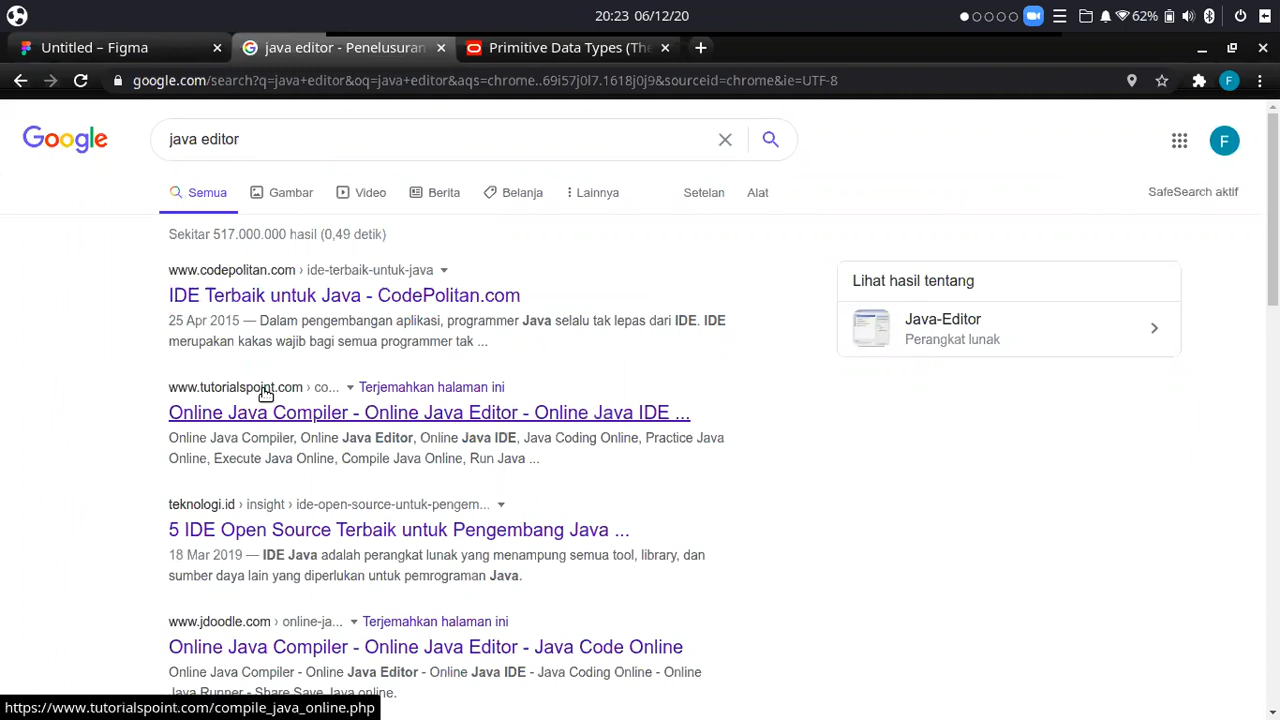 20:23 06/12/20
62%
Untitled – Figma
java editor - Penelusuran
Primitive Data Types (The
google.com/search?q=java+editor&oq=java+editor&aqs=chrome..69i57j0l7.1618j0j9&sourceid=chrome&ie=UTF-8
F
Google
java editor
F
Semua
Gambar
Video
Berita
Belanja
Lainnya
Setelan
Alat
SafeSearch aktif
Sekitar 517.000.000 hasil (0,49 detik)
www.codepolitan.com › ide-terbaik-untuk-java
IDE Terbaik untuk Java - CodePolitan.com
25 Apr 2015 — Dalam pengembangan aplikasi, programmer Java selalu tak lepas dari IDE. IDE
merupakan kakas wajib bagi semua programmer tak ...
Lihat hasil tentang
Java-Editor
Perangkat lunak
www.tutorialspoint.com › co... Terjemahkan halaman ini
Online Java Compiler - Online Java Editor - Online Java IDE ...
Online Java Compiler, Online Java Editor, Online Java IDE, Java Coding Online, Practice Java
Online, Execute Java Online, Compile Java Online, Run Java ...
teknologi.id › insight › ide-open-source-untuk-pengem...
5 IDE Open Source Terbaik untuk Pengembang Java ...
18 Mar 2019 — IDE Java adalah perangkat lunak yang menampung semua tool, library, dan
sumber daya lain yang diperlukan untuk pemrograman Java.
www.jdoodle.com › online-ja... Terjemahkan halaman ini
Online Java Compiler - Online Java Editor - Java Code Online
Online Java Compiler - Online Java Editor - Online Java IDE - Java Coding Online - Online
Java Runner - Share Save Java online.
https://www.tutorialspoint.com/compile_java_online.php